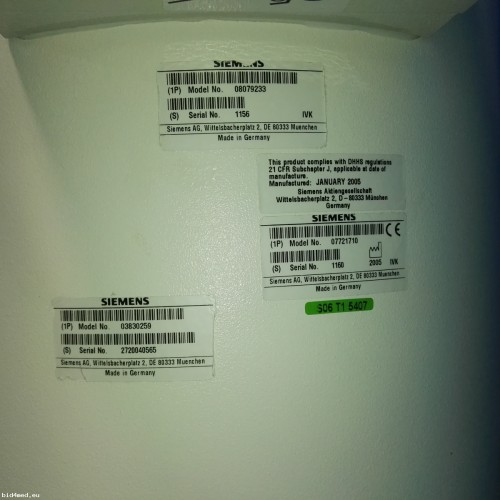 SIEMENS
(1P) Model No. 08079233
(S) Serial No. 1156 IVK
Siemens AG, Wittelsbacherplatz 2, DE 80333 Muenchen
Made in Germany
This product complies with DHHS regulations
21 CFR Subchapter J, applicable at date of
manufacture.
Manufactured: JANUARY 2005
Siemens Aktiengesellschaft
Wittelsbacherplatz 2, D - 80333 München
Germany
SIEMENS
(1P) Model No. 07721710 CE
(S) Serial No. 1160 2005 IVK
Siemens AG, Wittelsbacherplatz 2, DE 80333 Muenchen
Made in Germany
S06 T1 5407
SIEMENS
(1P) Model No. 03830259
(S) Serial No. 2720040565
Siemens AG, Wittelsbacherplatz 2, DE 80333 Muenchen
Made in Germany
bid4med.eu